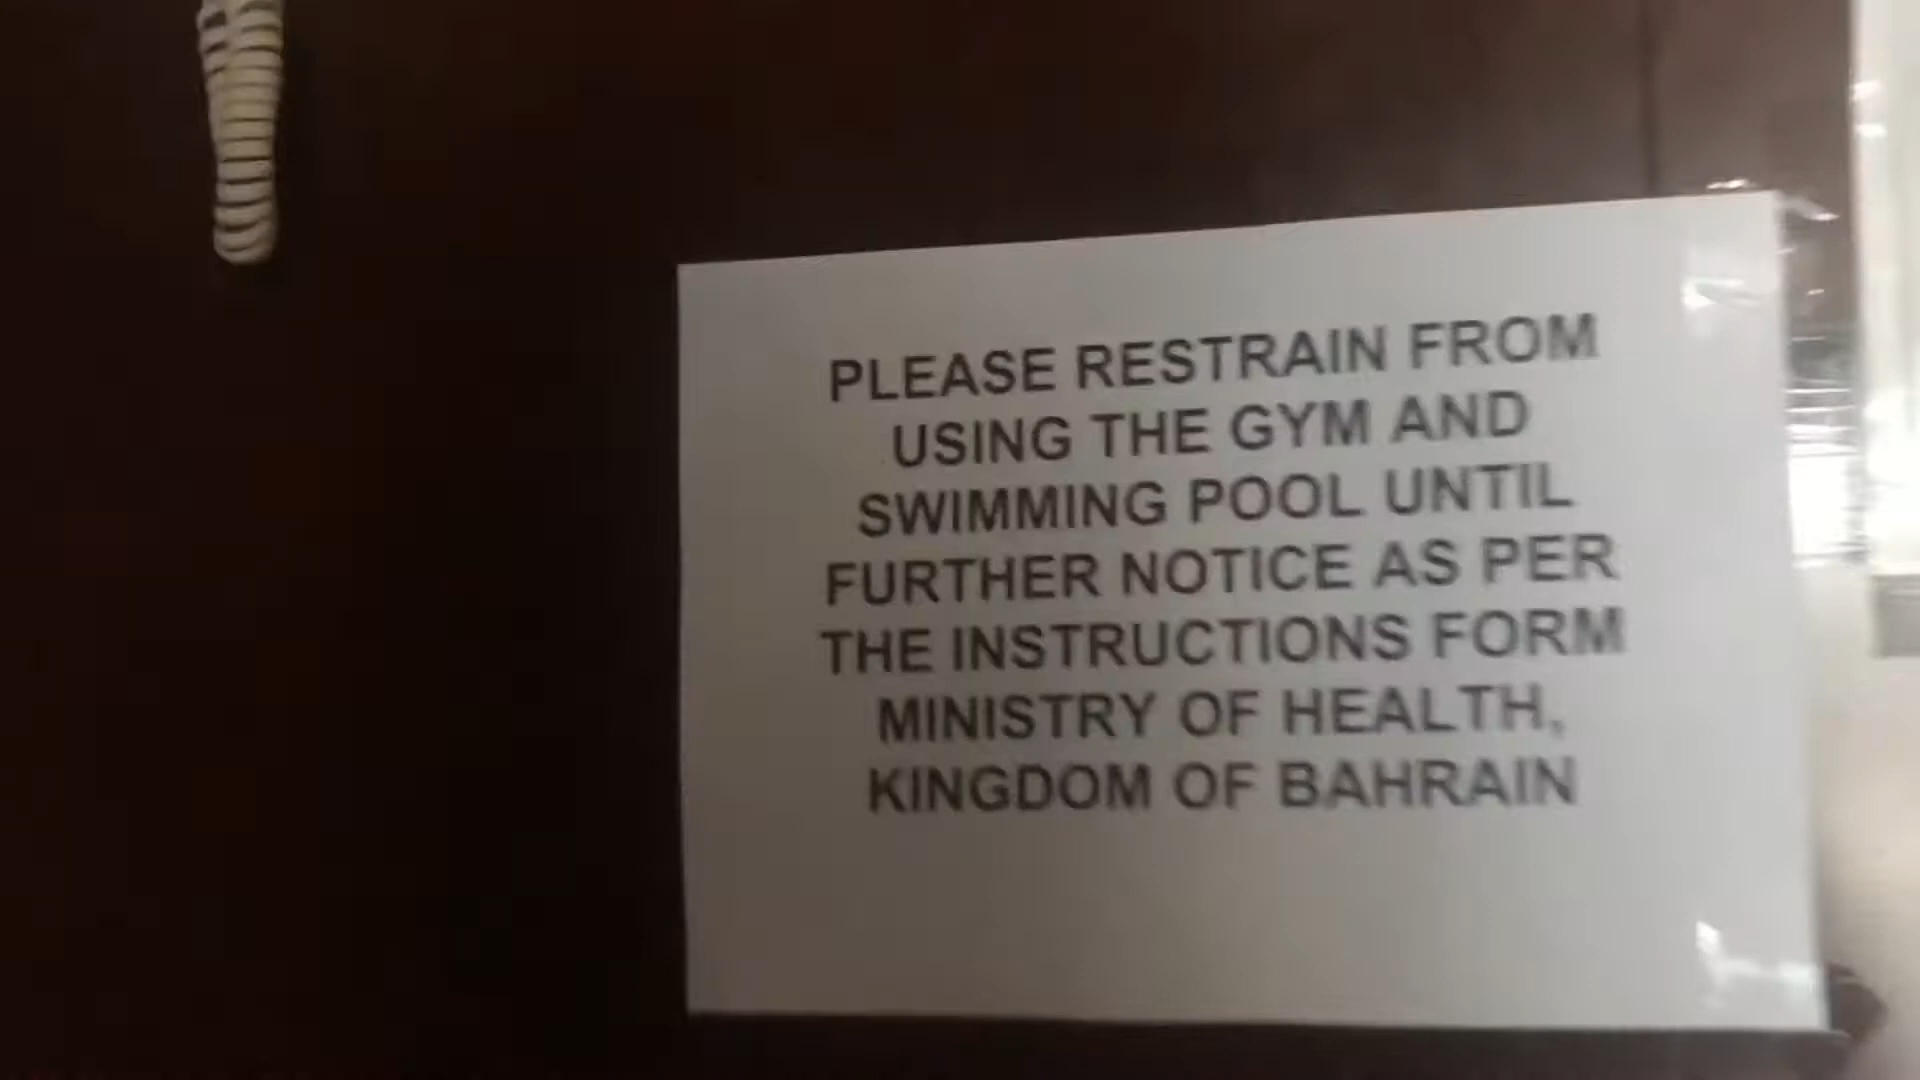 PLEASE RESTRAIN FROM
USING THE GYM AND
SWIMMING POOL UNTIL
FURTHER NOTICE AS PER
THE INSTRUCTIONS FORM
MINISTRY OF HEALTH,
KINGDOM OF BAHRAIN